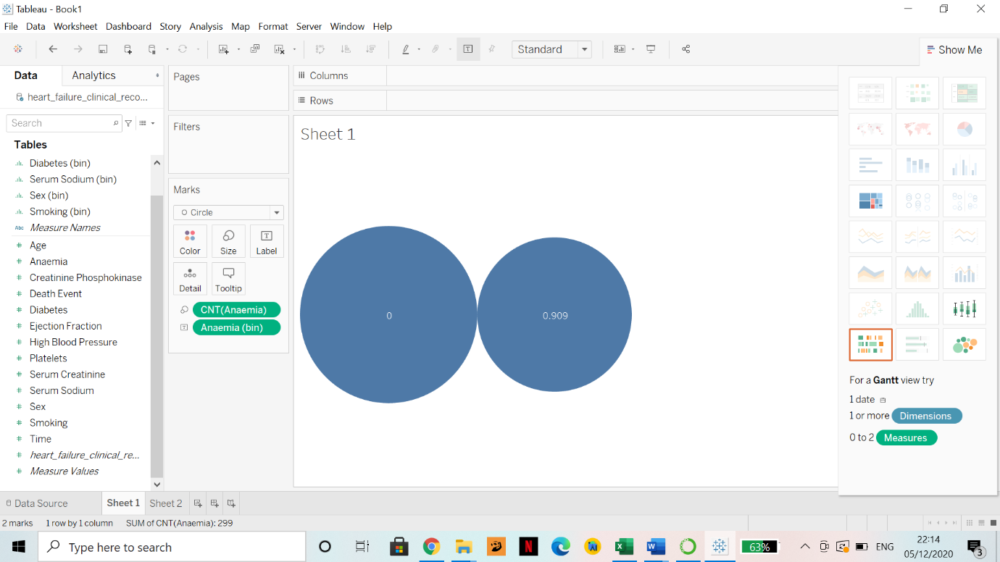 Tableau - Book1
File Data Worksheet Dashboard Story Analysis Map Format Server Window Help
Standard
Show Me
Data
Analytics
heart_failure_clinical_reco...
Search
Tables
Diabetes (bin)
Serum Sodium (bin)
Sex (bin)
Smoking (bin)
Abc Measure Names
# Age
# Anaemia
# Creatinine Phosphokinase
# Death Event
# Diabetes
# Ejection Fraction
# High Blood Pressure
# Platelets
# Serum Creatinine
# Serum Sodium
# Sex
# Smoking
# Time
# heart_failure_clinical_re...
# Measure Values
Pages
Filters
Marks
Circle
Color
Size
Label
Detail
Tooltip
CNT(Anaemia)
Anaemia (bin)
Columns
Rows
Sheet 1
0
0.909
For a Gantt view try
1 date
1 or more Dimensions
0 to 2 Measures
Data Source
Sheet 1
Sheet 2
2 marks
1 row by 1 column
SUM of CNT(Anaemia): 299
Type here to search
63%
ENG
22:14
05/12/2020
3